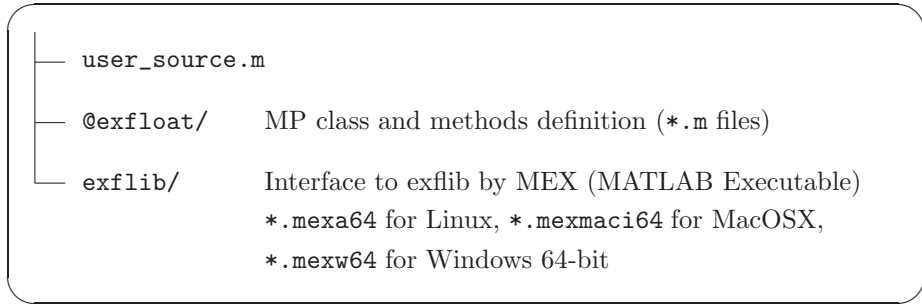 user_source.m
@exfloat/ MP class and methods definition (*.m files)
exflib/ Interface to exflib by MEX (MATLAB Executable)
*.mexa64 for Linux, *.mexmaci64 for MacOSX,
*.mexw64 for Windows 64-bit